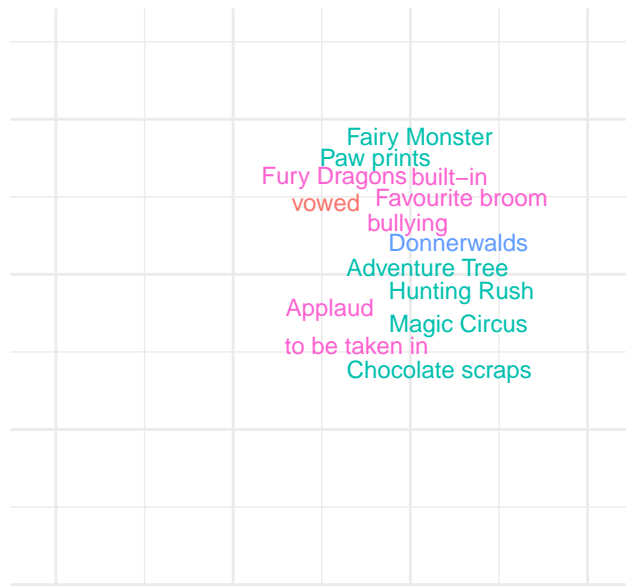 Fairy Monster
Paw prints
Fury Dragons
built−in
Favourite broom
vowed
bullying
Donnerwalds
Adventure Tree
Hunting Rush
Applaud
Magic Circus
to be taken in
Chocolate scraps